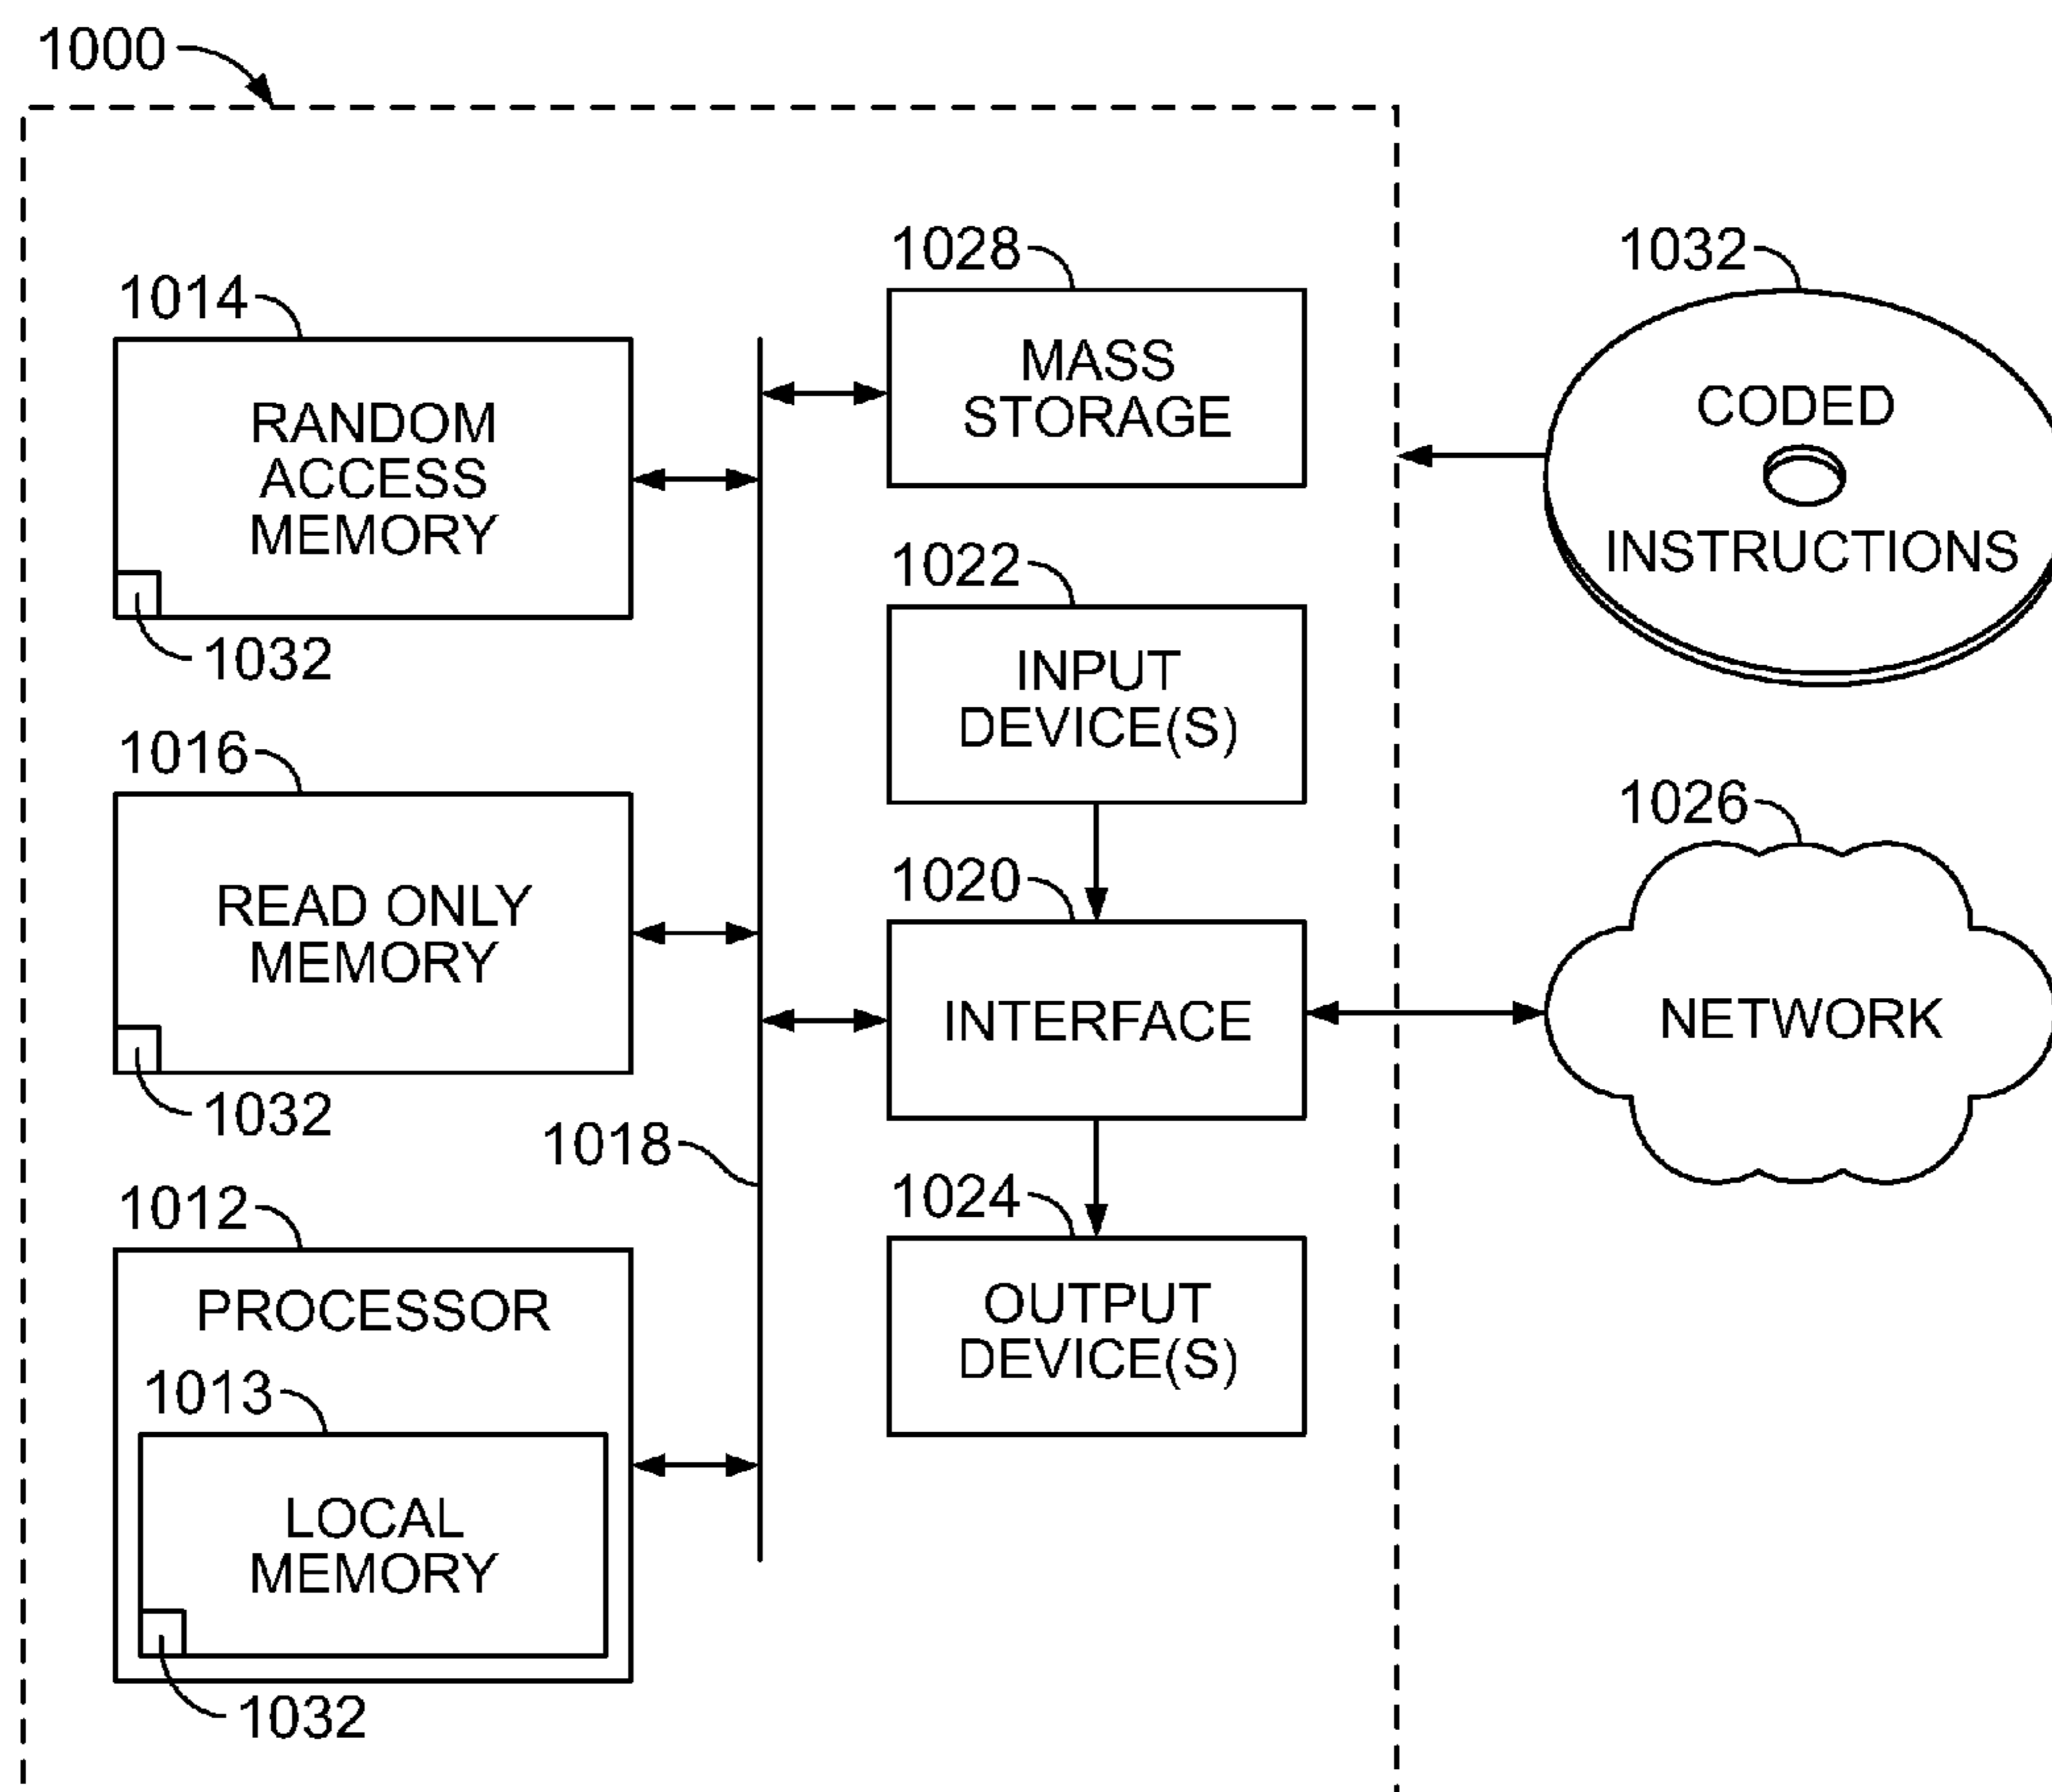 1000
1014
RANDOM
ACCESS
MEMORY
1032
1016
READ ONLY
MEMORY
1032
1018
1012
PROCESSOR
1013
LOCAL
MEMORY
1032
1028
MASS
STORAGE
1022
INPUT
DEVICE(S)
1020
INTERFACE
1024
OUTPUT
DEVICE(S)
1032
CODED
INSTRUCTIONS
1026
NETWORK